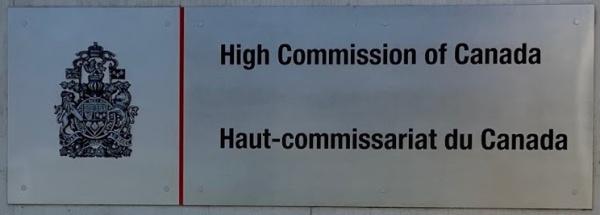 High Commission of Canada
Haut-commissariat du Canada